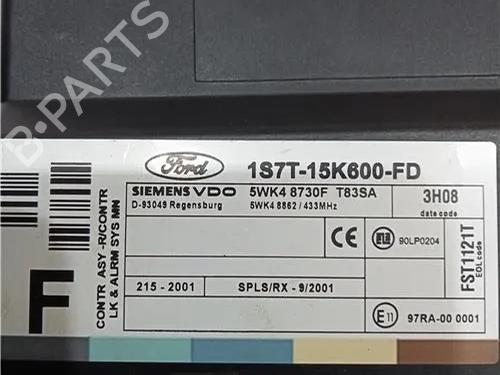 B-PARTS
Ford
1S7T-15K600-FD
SIEMENS VDO 5WK4 8730F T83SA
D-93049 Regensburg 5WK4 8862 / 433MHz
3H08
date code
CE
90LP0204
FST1121T
EOL code
CONTR ASY -R/CONTR
LK & ALRM SYS MN
F
215 - 2001
SPLS/RX - 9/2001
E11
97RA-00 0001